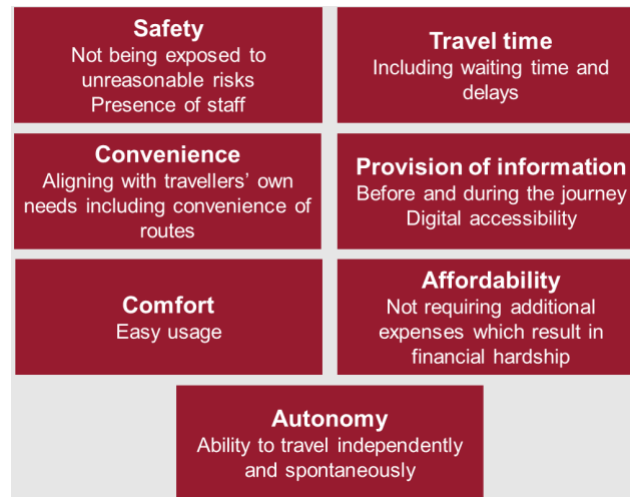 Safety
Not being exposed to
unreasonable risks
Presence of staff
Travel time
Including waiting time and
delays
Convenience
Aligning with travellers' own
needs including convenience of
routes
Provision of information
Before and during the journey
Digital accessibility
Comfort
Easy usage
Affordability
Not requiring additional
expenses which result in
financial hardship
Autonomy
Ability to travel independently
and spontaneously